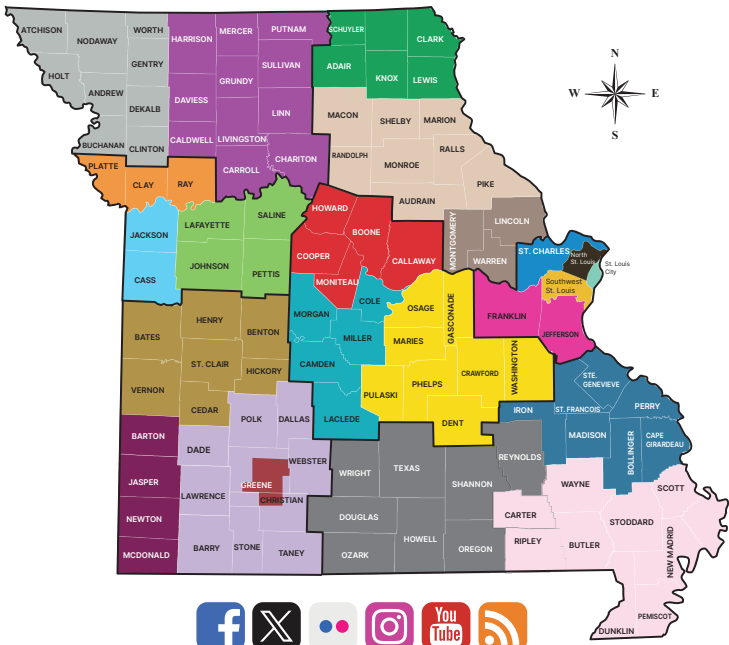 ATCHISON
NODAWAY
WORTH
HARRISON
MERCER
PUTNAM
SCHUYLER
CLARK
GENTRY
SULLIVAN
ADAIR
HOLT
GRUNDY
KNOX
LEWIS
ANDREW
DAVIESS
DEKALB
LINN
MACON
SHELBY
MARION
BUCHANAN
CLINTON
CALDWELL
LIVINGSTON
CHARITON
RANDOLPH
RALLS
MONROE
PLATTE
CLAY
RAY
CARROLL
PIKE
AUDRAIN
N
W
E
S
JACKSON
LAFAYETTE
SALINE
HOWARD
BOONE
MONTGOMERY
LINCOLN
COOPER
CALLAWAY
WARREN
ST. CHARLES
North
St. Louis
St. Louis
City
CASS
JOHNSON
PETTIS
MONITEAU
Southwest
St. Louis
COLE
OSAGE
GASCONADE
FRANKLIN
JEFFERSON
BATES
HENRY
BENTON
MORGAN
MILLER
MARIES
ST. CLAIR
HICKORY
CAMDEN
CRAWFORD
WASHINGTON
VERNON
CEDAR
PULASKI
PHELPS
STE.
GENEVIEVE
POLK
DALLAS
LACLEDE
DENT
IRON
ST. FRANCOIS
PERRY
BARTON
DADE
WEBSTER
REYNOLDS
MADISON
BOLLINGER
CAPE
GIRARDEAU
JASPER
LAWRENCE
GREENE
CHRISTIAN
WRIGHT
TEXAS
SHANNON
WAYNE
SCOTT
NEWTON
DOUGLAS
CARTER
STODDARD
MCDONALD
BARRY
STONE
TANEY
OZARK
HOWELL
OREGON
RIPLEY
BUTLER
NEW MADRID
DUNKLIN
PEMISCOT
f
X
You
Tube